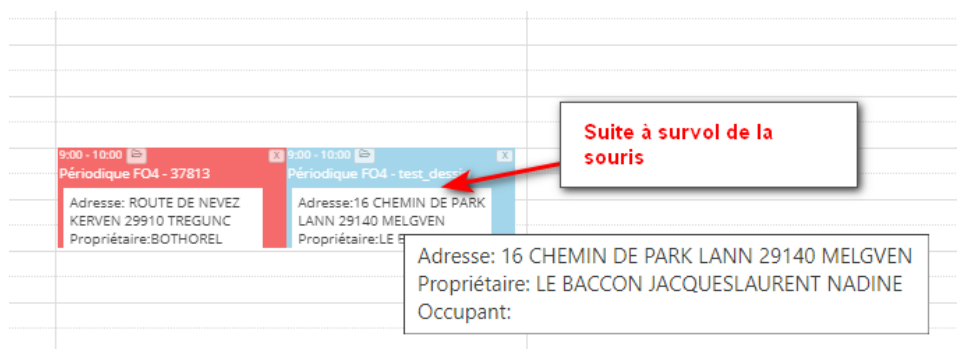 Suite à survol de la
souris
9:00 - 10:00
X
Périodique FO4 - 37813
Adresse: ROUTE DE NEVEZ
KERVEN 29910 TREGUNC
Propriétaire:BOTHOREL
9:00 - 10:00
X
Périodique FO4 - test_dessi
Adresse:16 CHEMIN DE PARK
LANN 29140 MELGVEN
Propriétaire:LE
Adresse: 16 CHEMIN DE PARK LANN 29140 MELGVEN
Propriétaire: LE BACCON JACQUESLAURENT NADINE
Occupant: